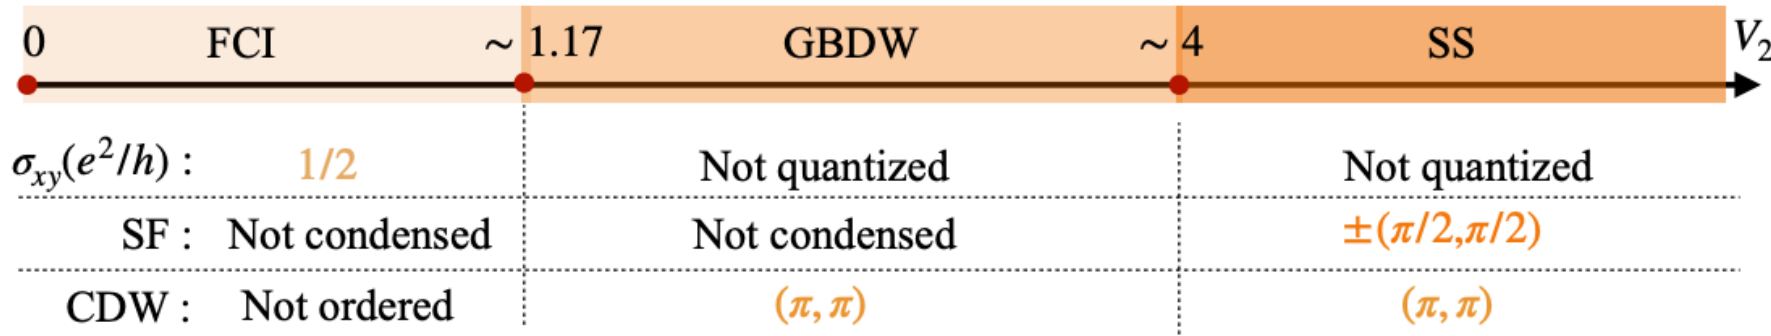 0 FCI ~ 1.17 GBDW ~ 4 SS V₂
σxy(e²/h) : 1/2 Not quantized Not quantized
SF : Not condensed Not condensed ±(π/2,π/2)
CDW : Not ordered (π, π) (π, π)